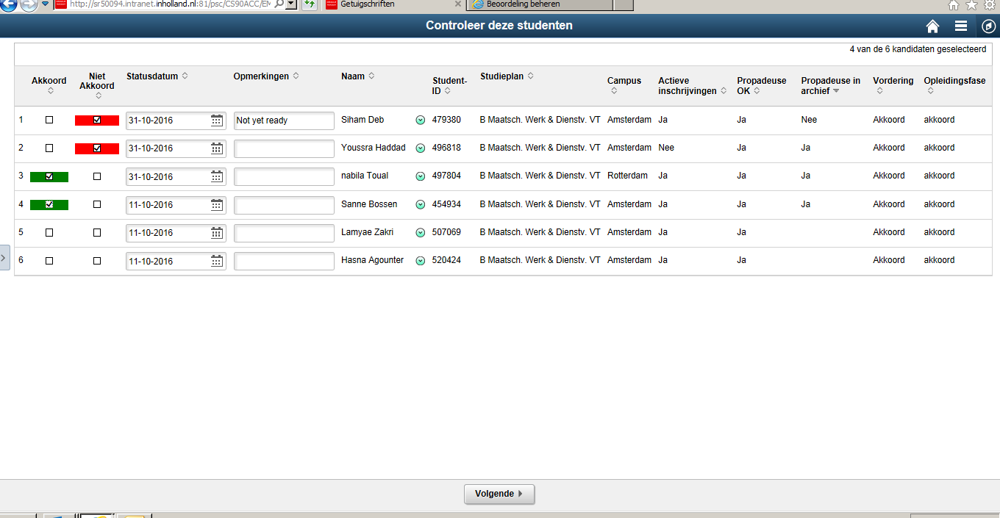 http://sr50094.intranet.inholland.nl:81/psc/CS90ACC/EM Getuigschriften Beoordeling beheren
Controleer deze studenten
4 van de 6 kandidaten geselecteerd
Akkoord Niet Akkoord Statusdatum Opmerkingen Naam Student-ID Studieplan Campus Actieve inschrijvingen Propadeuse OK Propadeuse in archief Vordering Opleidingsfase
1 31-10-2016 Not yet ready Siham Deb 479380 B Maatsch. Werk & Dienstv. VT Amsterdam Ja Ja Nee Akkoord akkoord
2 31-10-2016 Youssra Haddad 496818 B Maatsch. Werk & Dienstv. VT Amsterdam Nee Ja Ja Akkoord akkoord
3 31-10-2016 nabila Toual 497804 B Maatsch. Werk & Dienstv. VT Rotterdam Ja Ja Ja Akkoord akkoord
4 11-10-2016 Sanne Bossen 454934 B Maatsch. Werk & Dienstv. VT Amsterdam Ja Ja Ja Akkoord akkoord
5 11-10-2016 Lamyae Zakri 507069 B Maatsch. Werk & Dienstv. VT Amsterdam Ja Ja Akkoord akkoord
6 11-10-2016 Hasna Agounter 520424 B Maatsch. Werk & Dienstv. VT Amsterdam Ja Ja Akkoord akkoord
Volgende